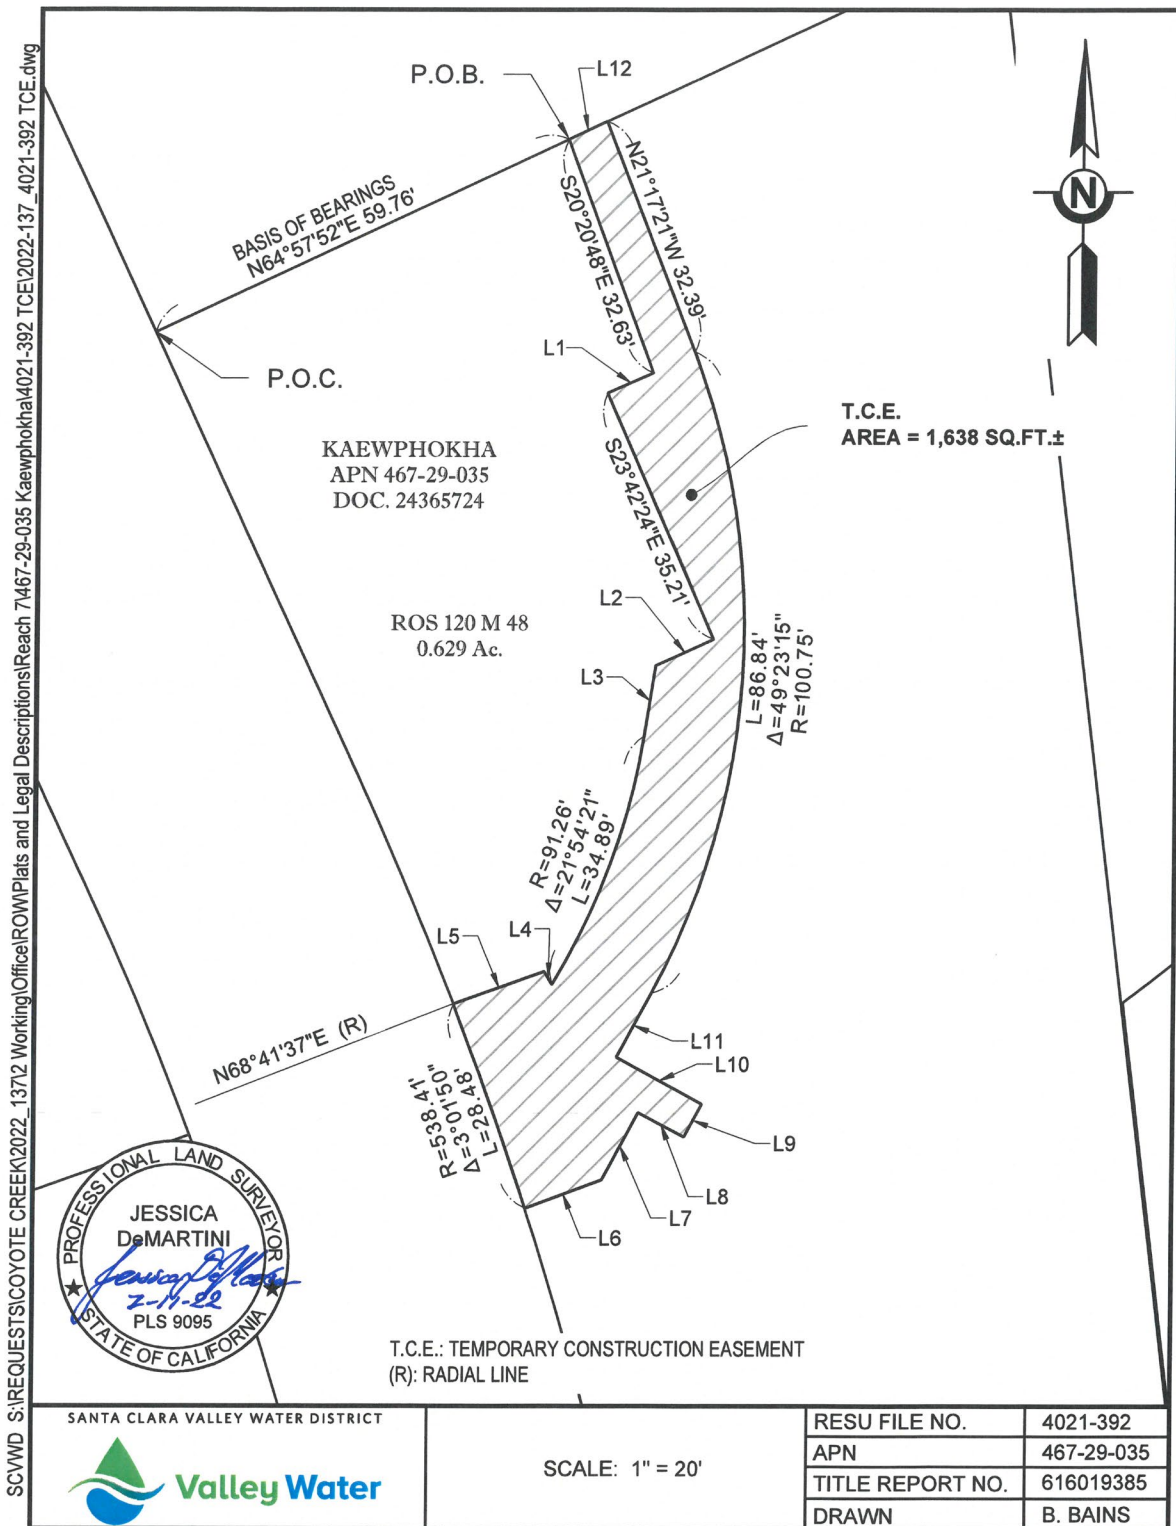 SCVWD S:\REQUESTS\COYOTE CREEK\2022_137\2 Working\Office\ROW\Plats and Legal Descriptions\Reach 7\467-29-035 Kaewphokha\4021-392 TCE\2022-137_4021-392 TCE.dwg
P.O.B.
L12
BASIS OF BEARINGS
N64°57'52"E 59.76'
S20°20'48"E 32.63'
N21°17'21"W 32.39'
N
L1
P.O.C.
T.C.E.
AREA = 1,638 SQ.FT.±
KAEWPHOKHA
APN 467-29-035
DOC. 24365724
S23°42'24"E 35.21'
L2
ROS 120 M 48
0.629 Ac.
L3
L=86.84'
Δ=49°23'15"
R=100.75'
R=91.26'
Δ=21°54'21"
L=34.89'
L5
L4
N68°41'37"E (R)
L11
L10
R=538.41'
Δ=3°01'50"
L=28.48'
L9
L8
L7
L6
PROFESSIONAL LAND SURVEYOR
JESSICA
DeMARTINI
PLS 9095
STATE OF CALIFORNIA
T.C.E.: TEMPORARY CONSTRUCTION EASEMENT
(R): RADIAL LINE
SANTA CLARA VALLEY WATER DISTRICT
Valley Water
SCALE: 1" = 20'
RESU FILE NO. 4021-392
APN 467-29-035
TITLE REPORT NO. 616019385
DRAWN B. BAINS